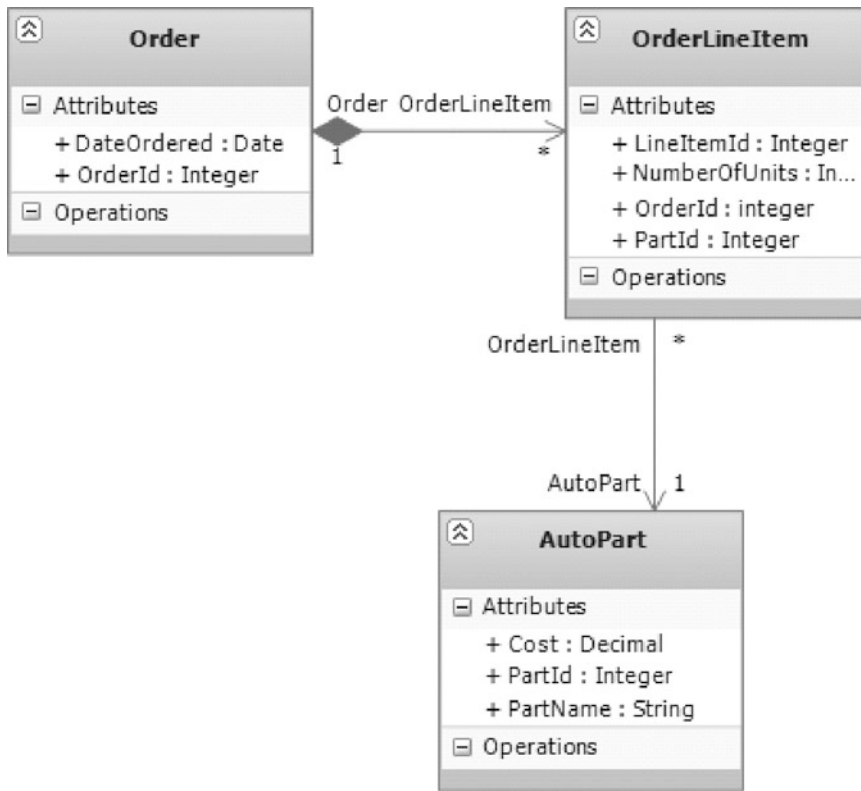 Order
Attributes
+ DateOrdered : Date
+ OrderId : Integer
Operations
Order OrderLineItem
1 *
OrderLineItem
Attributes
+ LineItemId : Integer
+ NumberOfUnits : In...
+ OrderId : integer
+ PartId : Integer
Operations
OrderLineItem *
AutoPart 1
AutoPart
Attributes
+ Cost : Decimal
+ PartId : Integer
+ PartName : String
Operations